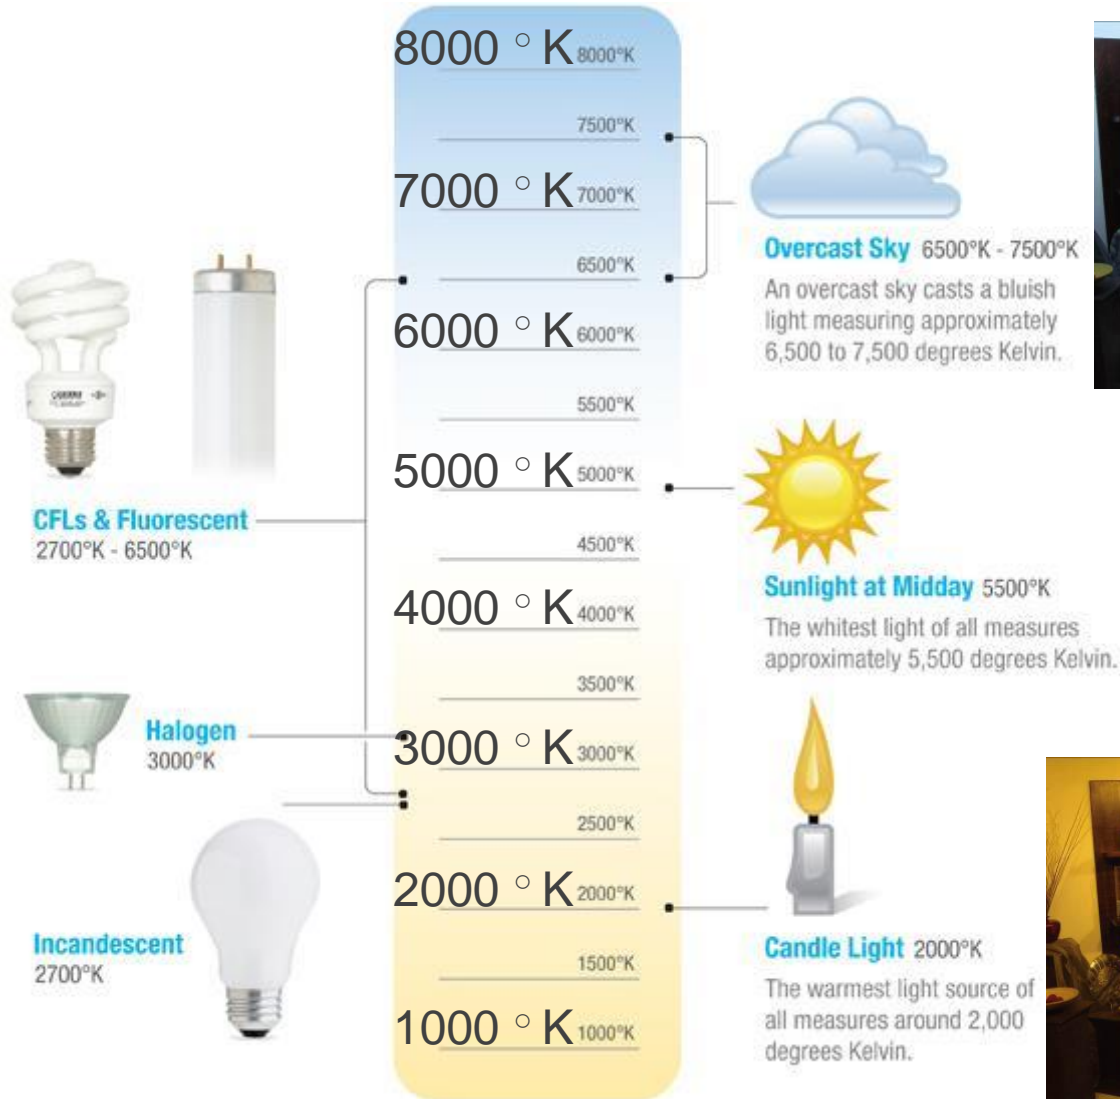 8000 ° K 8000°K
7500°K
7000 ° K 7000°K
6500°K
6000 ° K 6000°K
5500°K
5000 ° K 5000°K
4500°K
4000 ° K 4000°K
3500°K
3000 ° K 3000°K
2500°K
2000 ° K 2000°K
1500°K
1000 ° K 1000°K
CFLs & Fluorescent
2700°K - 6500°K
Halogen
3000°K
Incandescent
2700°K
Overcast Sky 6500°K - 7500°K
An overcast sky casts a bluish
light measuring approximately
6,500 to 7,500 degrees Kelvin.
Sunlight at Midday 5500°K
The whitest light of all measures
approximately 5,500 degrees Kelvin.
Candle Light 2000°K
The warmest light source of
all measures around 2,000
degrees Kelvin.